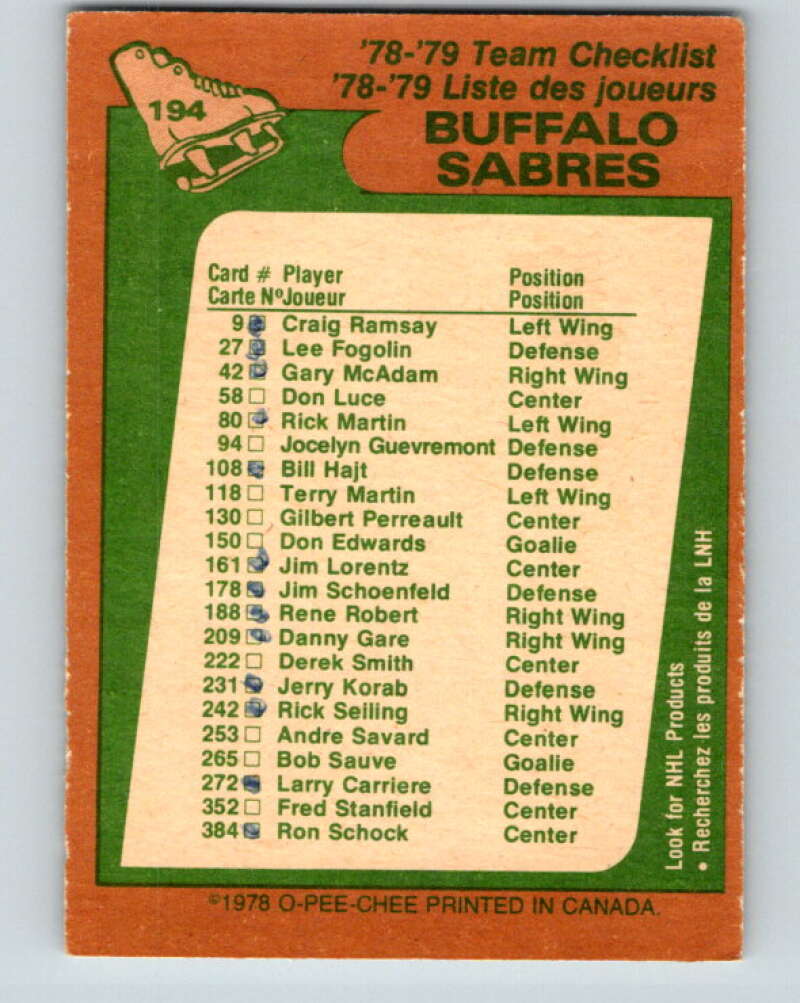 '78-'79 Team Checklist
'78-'79 Liste des joueurs
194
BUFFALO
SABRES
Card # Player Position
Carte Nº Joueur Position
9 Craig Ramsay Left Wing
27 Lee Fogolin Defense
42 Gary McAdam Right Wing
58 Don Luce Center
80 Rick Martin Left Wing
94 Jocelyn Guevremont Defense
108 Bill Hajt Defense
118 Terry Martin Left Wing
130 Gilbert Perreault Center
150 Don Edwards Goalie
161 Jim Lorentz Center
178 Jim Schoenfeld Defense
188 Rene Robert Right Wing
209 Danny Gare Right Wing
222 Derek Smith Center
231 Jerry Korab Defense
242 Rick Seiling Right Wing
253 Andre Savard Center
265 Bob Sauve Goalie
272 Larry Carriere Defense
352 Fred Stanfield Center
384 Ron Schock Center
Look for NHL Products
• Recherchez les produits de la LNH
©1978 O-PEE-CHEE PRINTED IN CANADA.